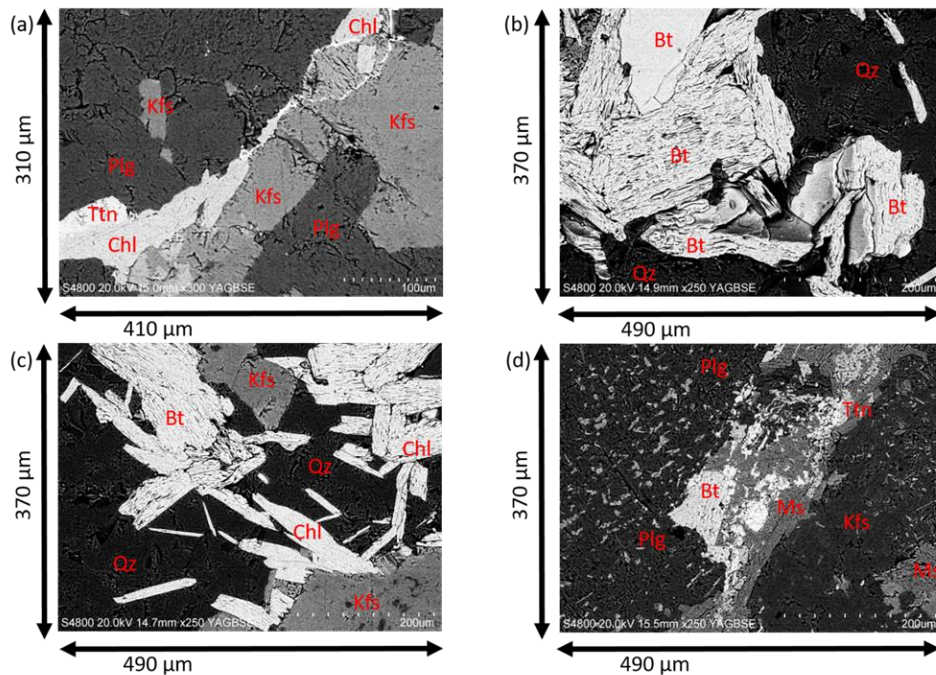 (a)
310 µm
Chl
Kfs
Kfs
Plg
Kfs
Ttn
Plg
Chl
S4800 20.0kV 15.0mm x300 YAGBSE
100um
410 µm
(b)
370 µm
Bt
Qz
Bt
Bt
Bt
Qz
S4800 20.0kV 14.9mm x250 YAGBSE
200um
490 µm
(c)
370 µm
Kfs
Bt
Chl
Qz
Chl
Qz
Kfs
S4800 20.0kV 14.7mm x250 YAGBSE
200um
490 µm
(d)
370 µm
Plg
Ttn
Bt
Ms
Kfs
Plg
Ms
S4800 20.0kV 15.5mm x250 YAGBSE
200um
490 µm